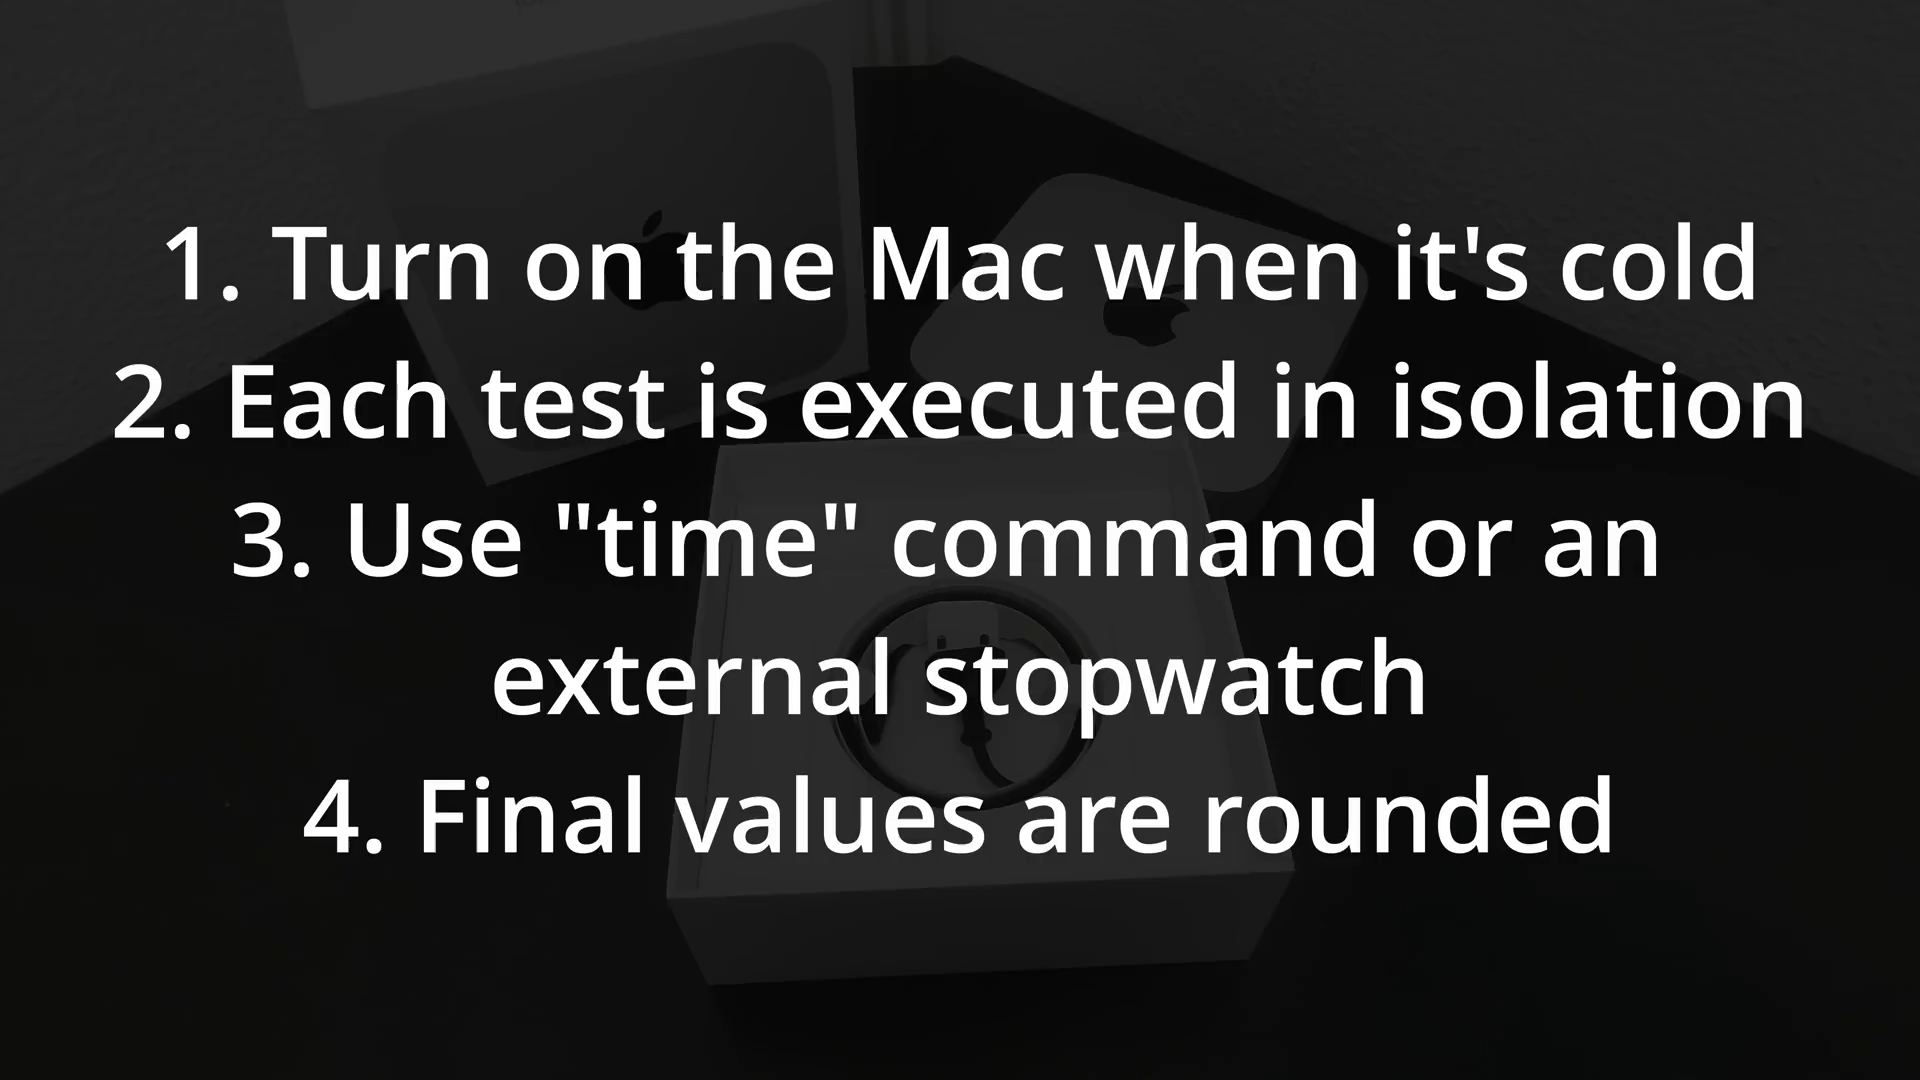 1. Turn on the Mac when it's cold
2. Each test is executed in isolation
3. Use "time" command or an
external stopwatch
4. Final values are rounded